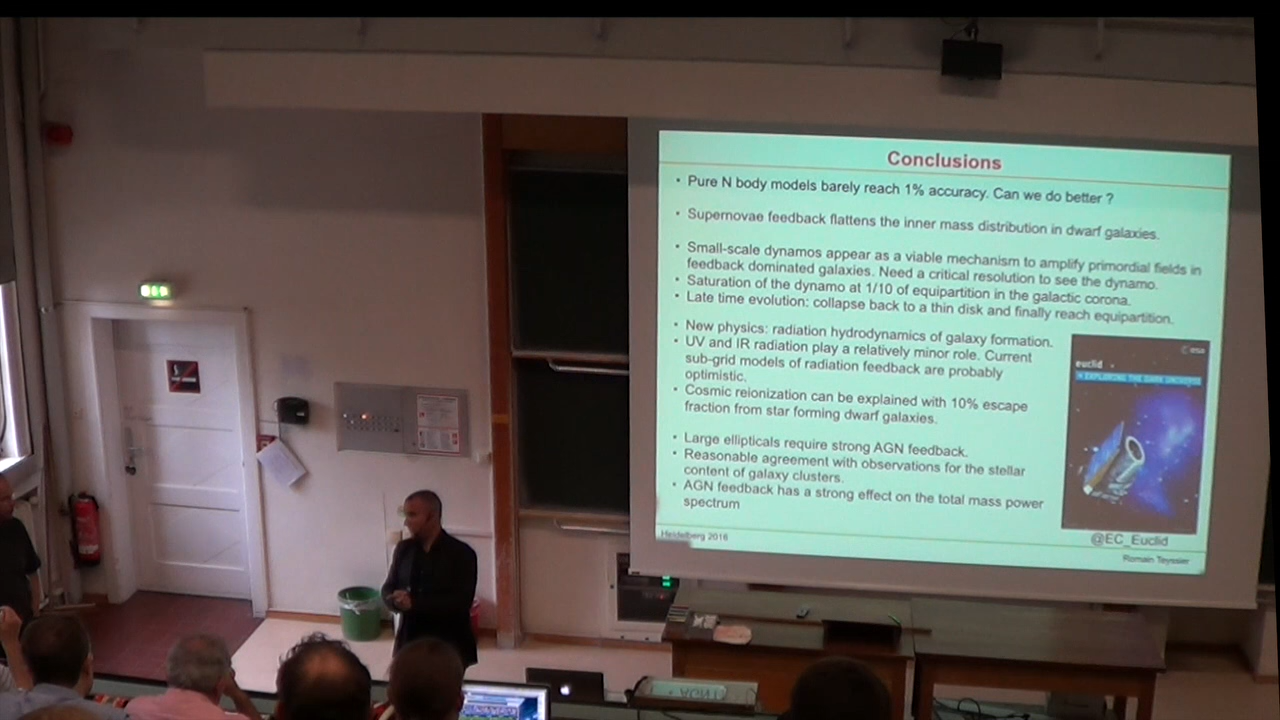 Conclusions
• Pure N body models barely reach 1% accuracy. Can we do better ?
• Supernovae feedback flattens the inner mass distribution in dwarf galaxies.
• Small-scale dynamos appear as a viable mechanism to amplify primordial fields in
feedback dominated galaxies. Need a critical resolution to see the dynamo.
• Saturation of the dynamo at 1/10 of equipartition in the galactic corona.
• Late time evolution: collapse back to a thin disk and finally reach equipartition.
• New physics: radiation hydrodynamics of galaxy formation.
• UV and IR radiation play a relatively minor role. Current
sub-grid models of radiation feedback are probably
optimistic.
• Cosmic reionization can be explained with 10% escape
fraction from star forming dwarf galaxies.
• Large ellipticals require strong AGN feedback.
• Reasonable agreement with observations for the stellar
content of galaxy clusters.
• AGN feedback has a strong effect on the total mass power
spectrum
esa
euclid
EXPLORING THE DARK UNIVERSE
@EC_Euclid
Heidelberg 2016
Romain Teyssier